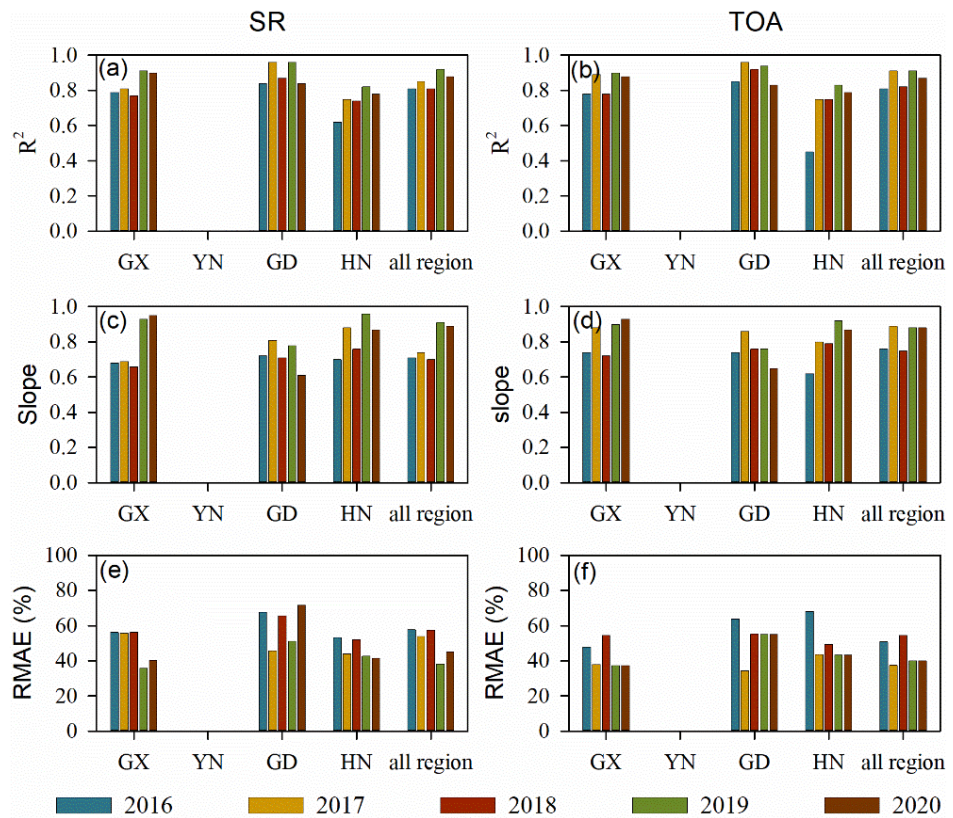 SR TOA
(a) (b)
R²
1.0
0.8
0.6
0.4
0.2
0.0
GX YN GD HN all region
R²
1.0
0.8
0.6
0.4
0.2
0.0
GX YN GD HN all region
(c) (d)
Slope
1.0
0.8
0.6
0.4
0.2
0.0
GX YN GD HN all region
slope
1.0
0.8
0.6
0.4
0.2
0.0
GX YN GD HN all region
(e) (f)
RMAE (%)
100
80
60
40
20
0
GX YN GD HN all region
RMAE (%)
100
80
60
40
20
0
GX YN GD HN all region
2016 2017 2018 2019 2020